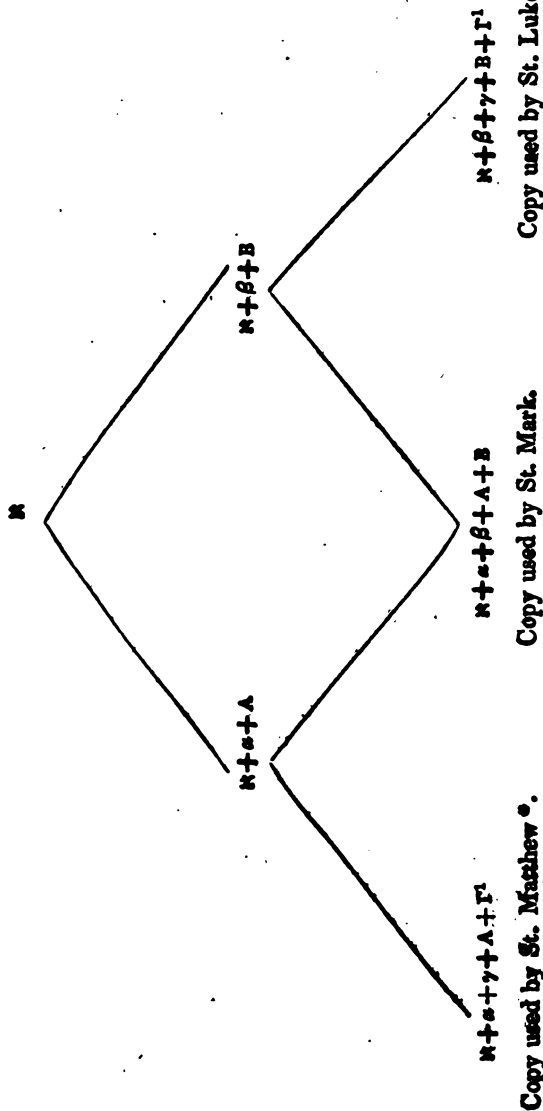 א
א+α+A
א+β+B
א+α+γ+A+Γ¹
א+α+β+A+B
א+β+γ+B+Γ¹
Copy used by St. Matthew*.
Copy used by St. Mark.
Copy used by St. Luke